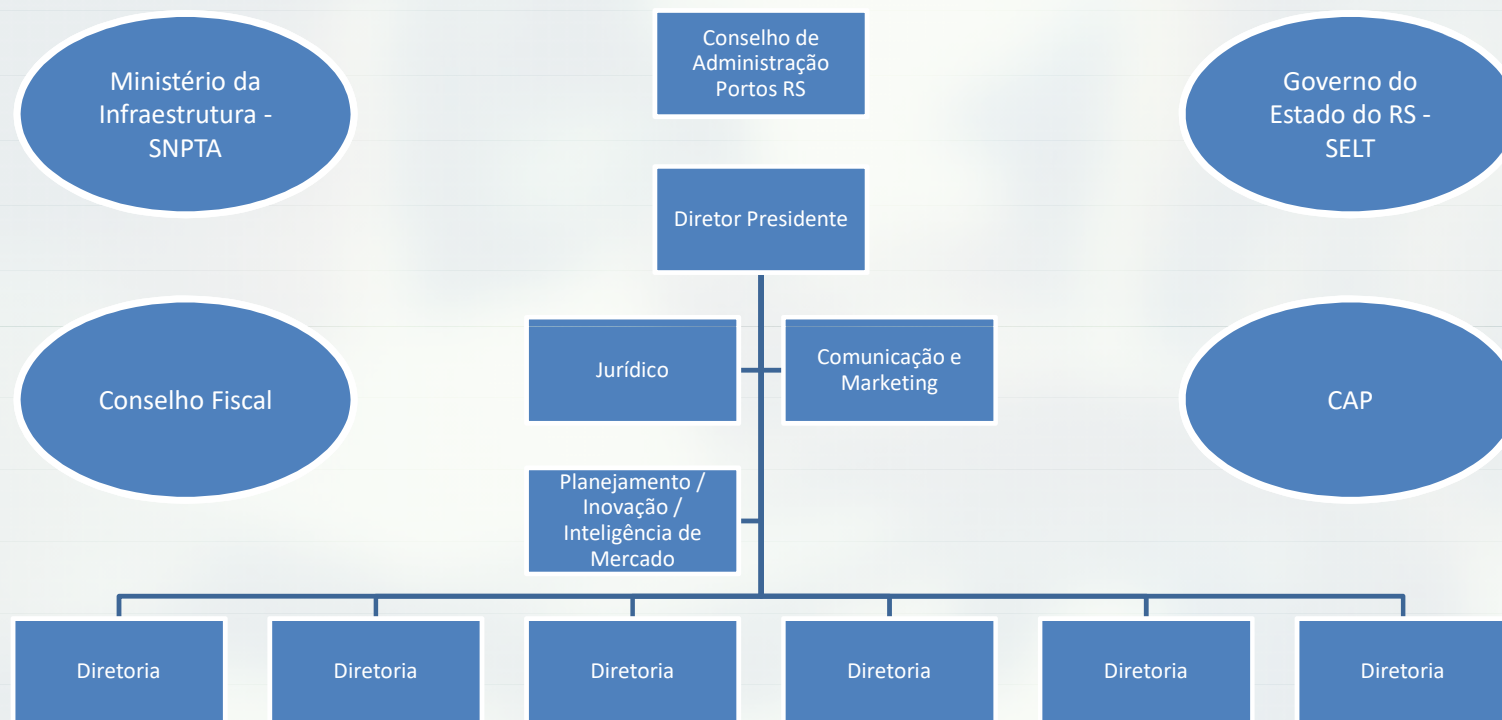 Ministério da
Infraestrutura -
SNPTA
Conselho de
Administração
Portos RS
Governo do
Estado do RS -
SELT
Diretor Presidente
Conselho Fiscal
Jurídico
Comunicação e
Marketing
CAP
Planejamento /
Inovação /
Inteligência de
Mercado
Diretoria
Diretoria
Diretoria
Diretoria
Diretoria
Diretoria